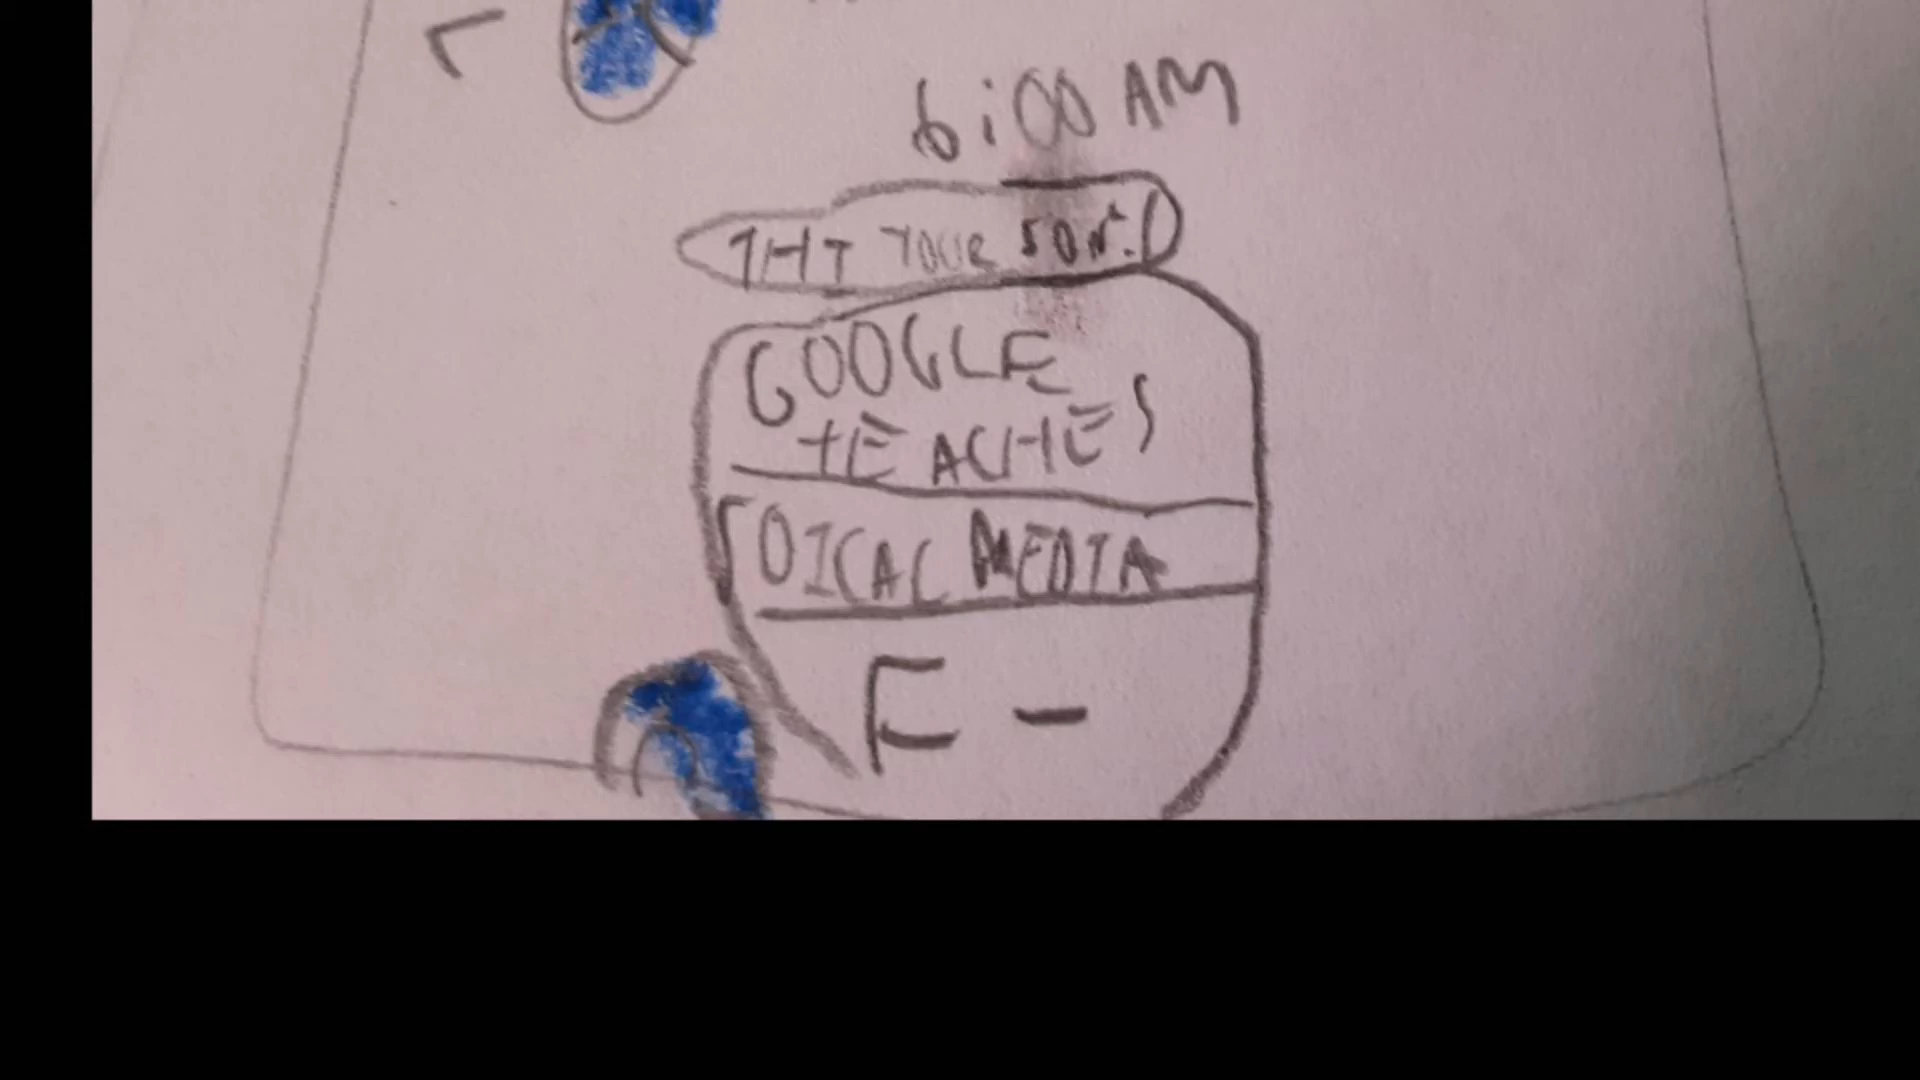 6:00 AM
THT YOUR SON.
GOOGLE
TEACHES
SOICAL MEDIA
F -